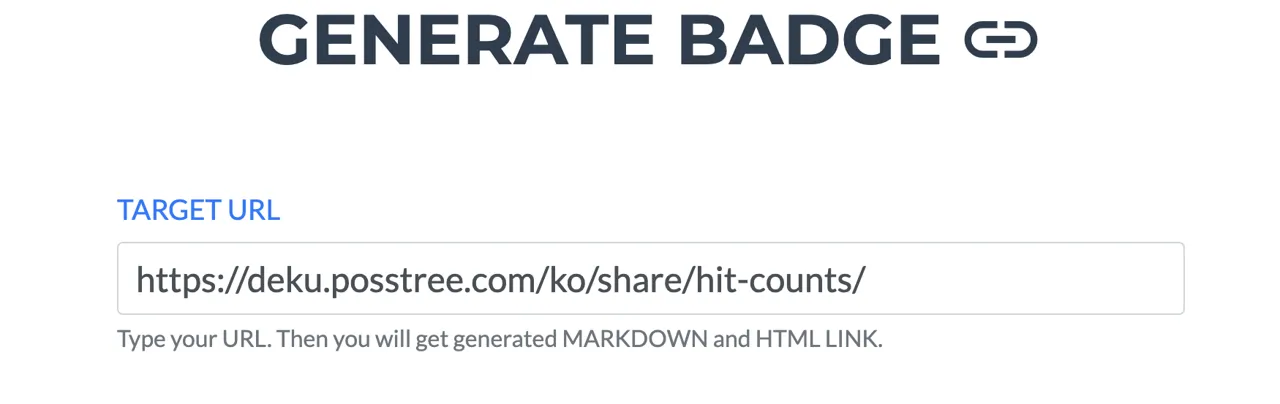 GENERATE BADGE
TARGET URL
https://deku.posstree.com/ko/share/hit-counts/
Type your URL. Then you will get generated MARKDOWN and HTML LINK.